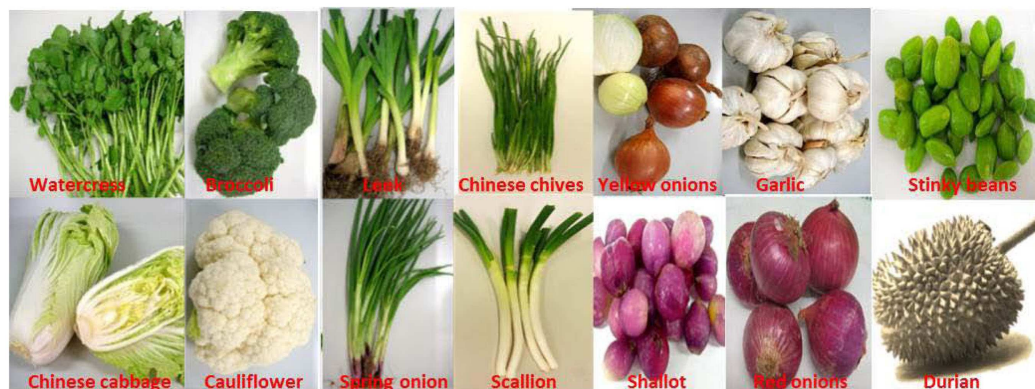 Watercress
Broccoli
Leek
Chinese chives
Yellow onions
Garlic
Stinky beans
Chinese cabbage
Cauliflower
Spring onion
Scallion
Shallot
Red onions
Durian